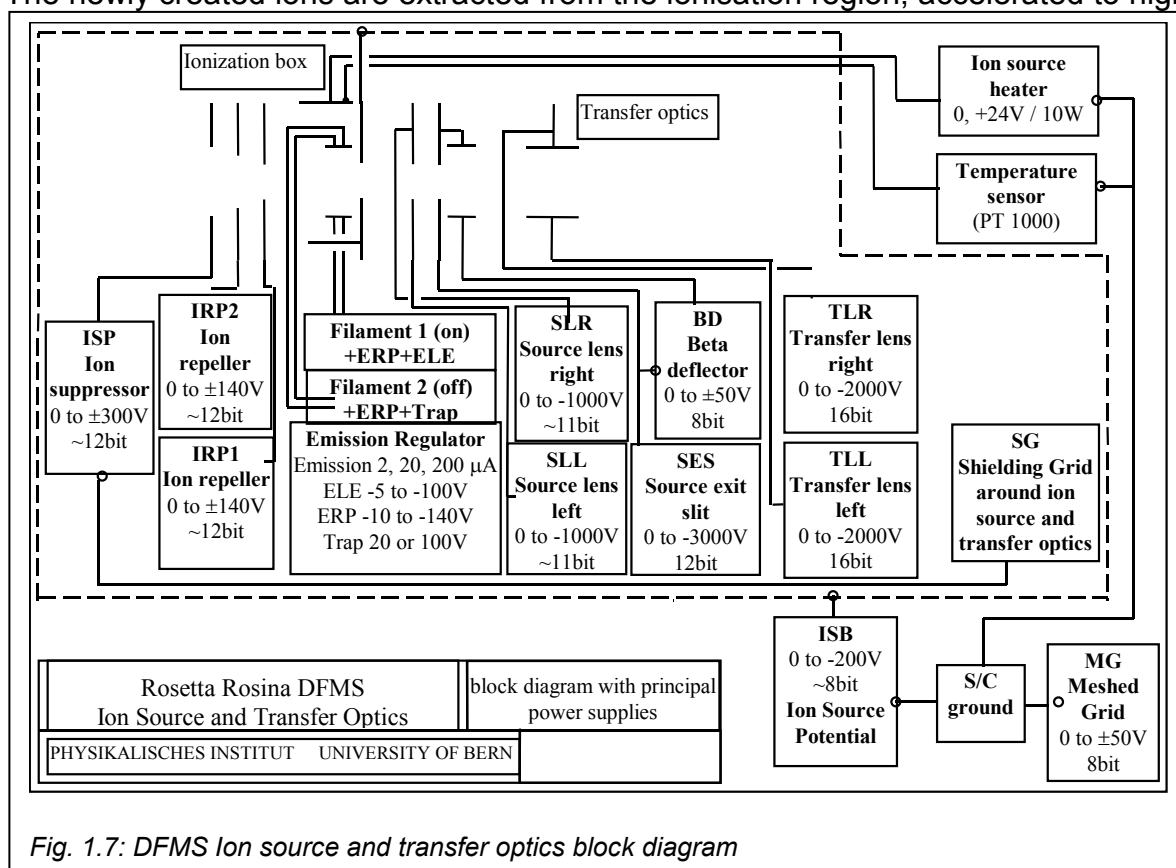 The newly created ions are extracted from the ionisation region, accelerated to hig
Ionization box
Transfer optics
Ion source
heater
0, +24V / 10W
Temperature
sensor
(PT 1000)
ISP
Ion
suppressor
0 to ±300V
~12bit
IRP2
Ion
repeller
0 to ±140V
~12bit
IRP1
Ion repeller
0 to ±140V
~12bit
Filament 1 (on)
+ERP+ELE
Filament 2 (off)
+ERP+Trap
Emission Regulator
Emission 2, 20, 200 µA
ELE -5 to -100V
ERP -10 to -140V
Trap 20 or 100V
SLR
Source lens
right
0 to -1000V
~11bit
SLL
Source lens
left
0 to -1000V
~11bit
BD
Beta
deflector
0 to ±50V
8bit
SES
Source exit
slit
0 to -3000V
12bit
TLR
Transfer lens
right
0 to -2000V
16bit
TLL
Transfer lens
left
0 to -2000V
16bit
SG
Shielding Grid
around ion
source and
transfer optics
ISB
0 to -200V
~8bit
Ion Source
Potential
S/C
ground
MG
Meshed
Grid
0 to ±50V
8bit
Rosetta Rosina DFMS
Ion Source and Transfer Optics
block diagram with principal
power supplies
PHYSIKALISCHES INSTITUT UNIVERSITY OF BERN
Fig. 1.7: DFMS Ion source and transfer optics block diagram